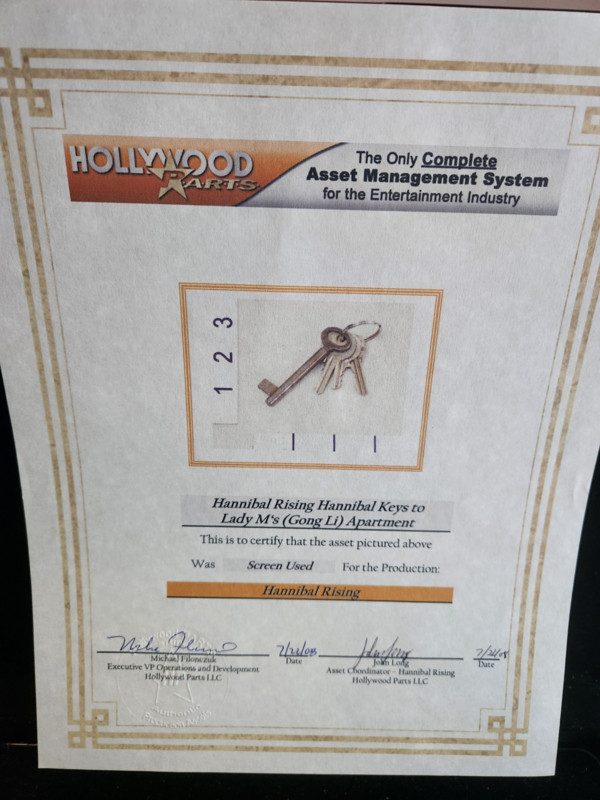 HOLLYWOOD
PARTS
The Only Complete
Asset Management System
for the Entertainment Industry
1 2 3
Hannibal Rising Hannibal Keys to
Lady M's (Gong Li) Apartment
This is to certify that the asset pictured above
Was Screen Used For the Production:
Hannibal Rising
Michael Filonczuk
Executive VP Operations and Development
Hollywood Parts LLC
Date
John Long
Asset Coordinator – Hannibal Rising
Hollywood Parts LLC
Date